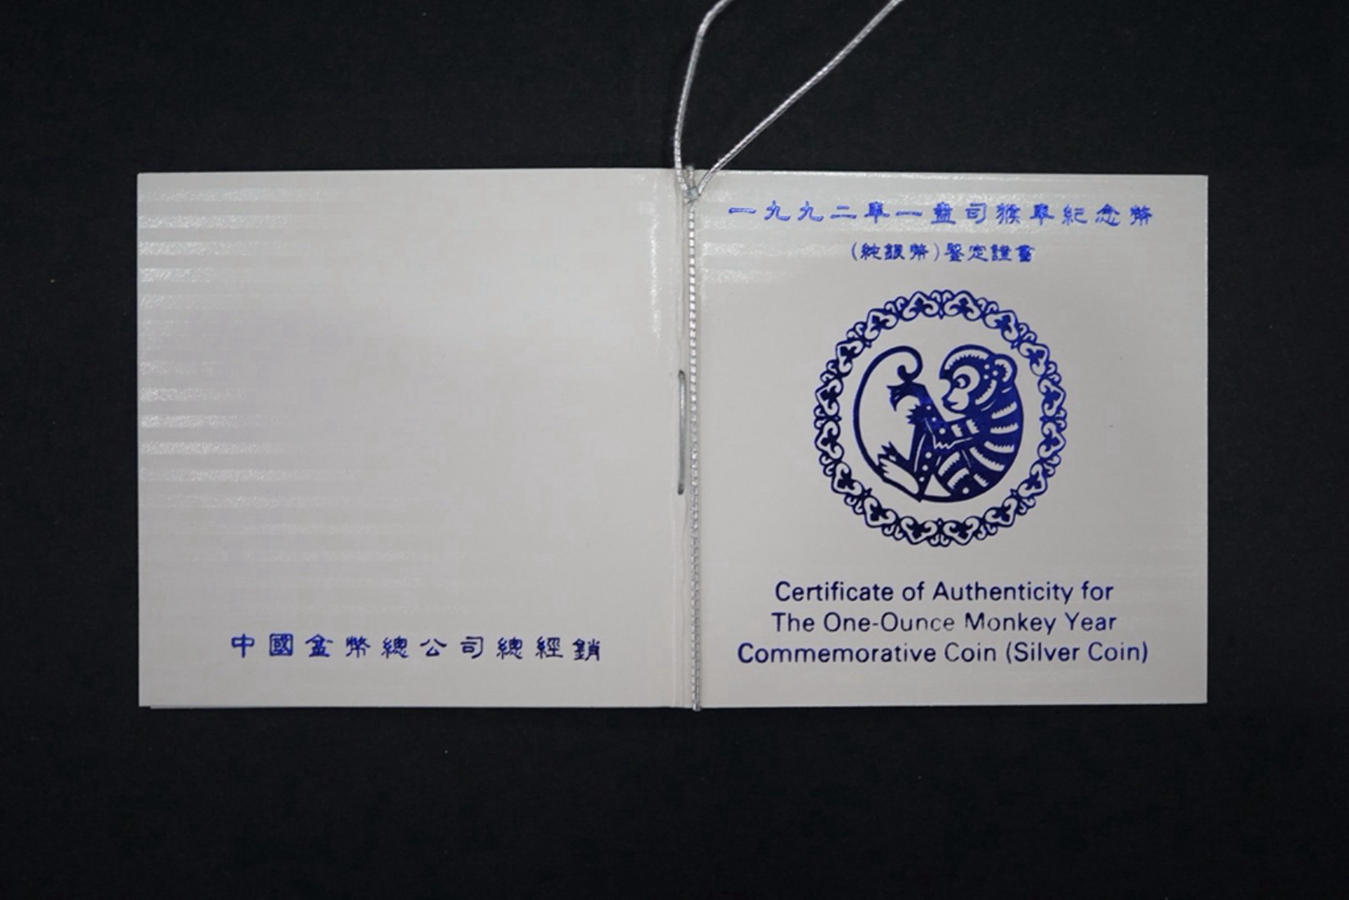 中國金幣總公司總經銷
一九九二年一盎司猴年紀念幣
(純銀幣)鑒定證書
Certificate of Authenticity for
The One-Ounce Monkey Year
Commemorative Coin (Silver Coin)